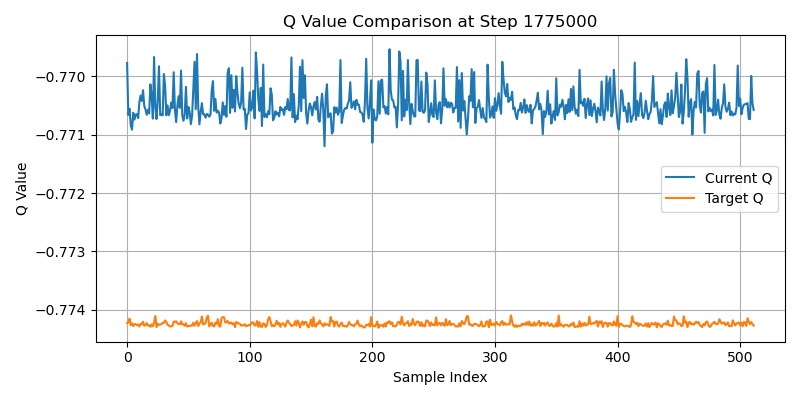 Q Value Comparison at Step 1775000
Q Value
−0.770
−0.771
−0.772
−0.773
−0.774
Current Q
Target Q
0
100
200
300
400
500
Sample Index